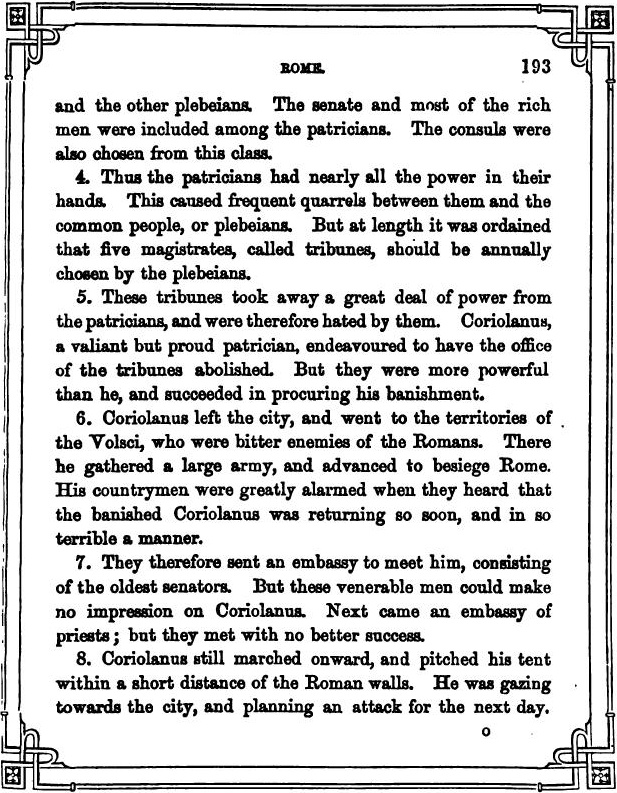 ROME.
193
and the other plebeians. The senate and most of the rich
men were included among the patricians. The consuls were
also chosen from this class.
4. Thus the patricians had nearly all the power in their
hands. This caused frequent quarrels between them and the
common people, or plebeians. But at length it was ordained
that five magistrates, called tribunes, should be annually
chosen by the plebeians.
5. These tribunes took away a great deal of power from
the patricians, and were therefore hated by them. Coriolanus,
a valiant but proud patrician, endeavoured to have the office
of the tribunes abolished. But they were more powerful
than he, and succeeded in procuring his banishment.
6. Coriolanus left the city, and went to the territories of
the Volsci, who were bitter enemies of the Romans. There
he gathered a large army, and advanced to besiege Rome.
His countrymen were greatly alarmed when they heard that
the banished Coriolanus was returning so soon, and in so
terrible a manner.
7. They therefore sent an embassy to meet him, consisting
of the oldest senators. But these venerable men could make
no impression on Coriolanus. Next came an embassy of
priests; but they met with no better success.
8. Coriolanus still marched onward, and pitched his tent
within a short distance of the Roman walls. He was gazing
towards the city, and planning an attack for the next day.
O